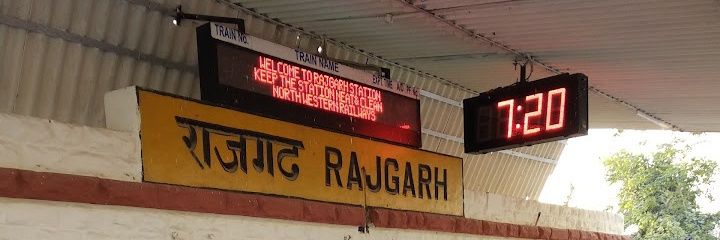 TRAIN NO. TRAIN NAME
WELCOME TO RAJGARH STATION
KEEP THE STATION NEAT & CLEAN
NORTH WESTERN RAILWAYS
7:20
राजगढ RAJGARH